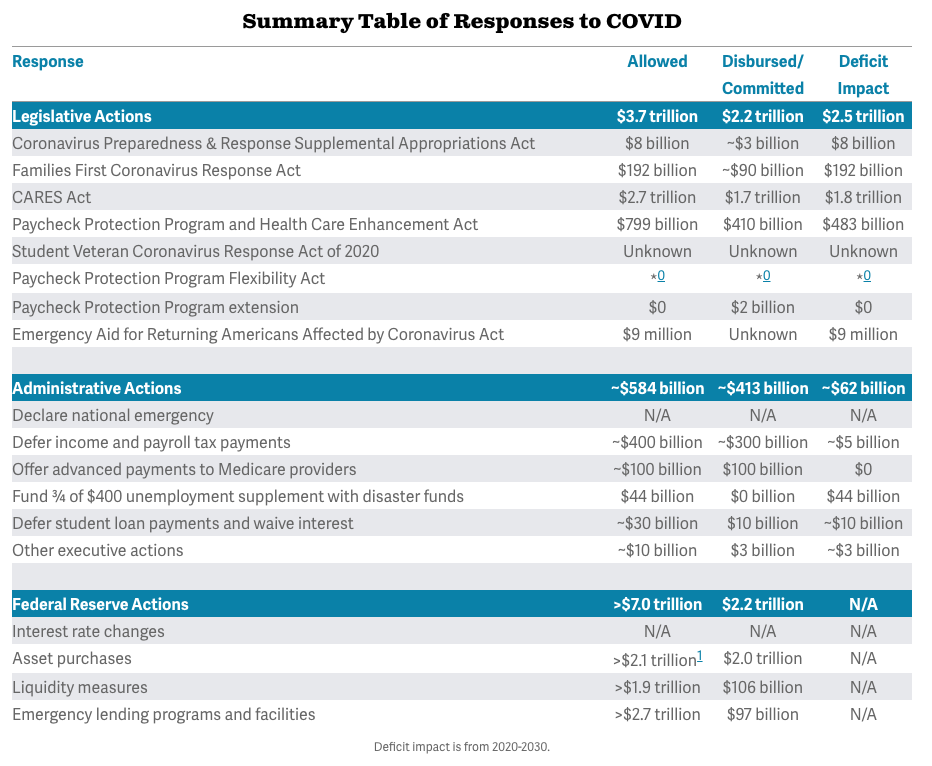 Summary Table of Responses to COVID
Response Allowed Disbursed/ Committed Deficit Impact
Legislative Actions $3.7 trillion $2.2 trillion $2.5 trillion
Coronavirus Preparedness & Response Supplemental Appropriations Act $8 billion ~$3 billion $8 billion
Families First Coronavirus Response Act $192 billion ~$90 billion $192 billion
CARES Act $2.7 trillion $1.7 trillion $1.8 trillion
Paycheck Protection Program and Health Care Enhancement Act $799 billion $410 billion $483 billion
Student Veteran Coronavirus Response Act of 2020 Unknown Unknown Unknown
Paycheck Protection Program Flexibility Act *0 *0 *0
Paycheck Protection Program extension $0 $2 billion $0
Emergency Aid for Returning Americans Affected by Coronavirus Act $9 million Unknown $9 million
Administrative Actions ~$584 billion ~$413 billion ~$62 billion
Declare national emergency N/A N/A N/A
Defer income and payroll tax payments ~$400 billion ~$300 billion ~$5 billion
Offer advanced payments to Medicare providers ~$100 billion $100 billion $0
Fund ¾ of $400 unemployment supplement with disaster funds $44 billion $0 billion $44 billion
Defer student loan payments and waive interest ~$30 billion $10 billion ~$10 billion
Other executive actions ~$10 billion $3 billion ~$3 billion
Federal Reserve Actions >$7.0 trillion $2.2 trillion N/A
Interest rate changes N/A N/A N/A
Asset purchases >$2.1 trillion1 $2.0 trillion N/A
Liquidity measures >$1.9 trillion $106 billion N/A
Emergency lending programs and facilities >$2.7 trillion $97 billion N/A
Deficit impact is from 2020-2030.